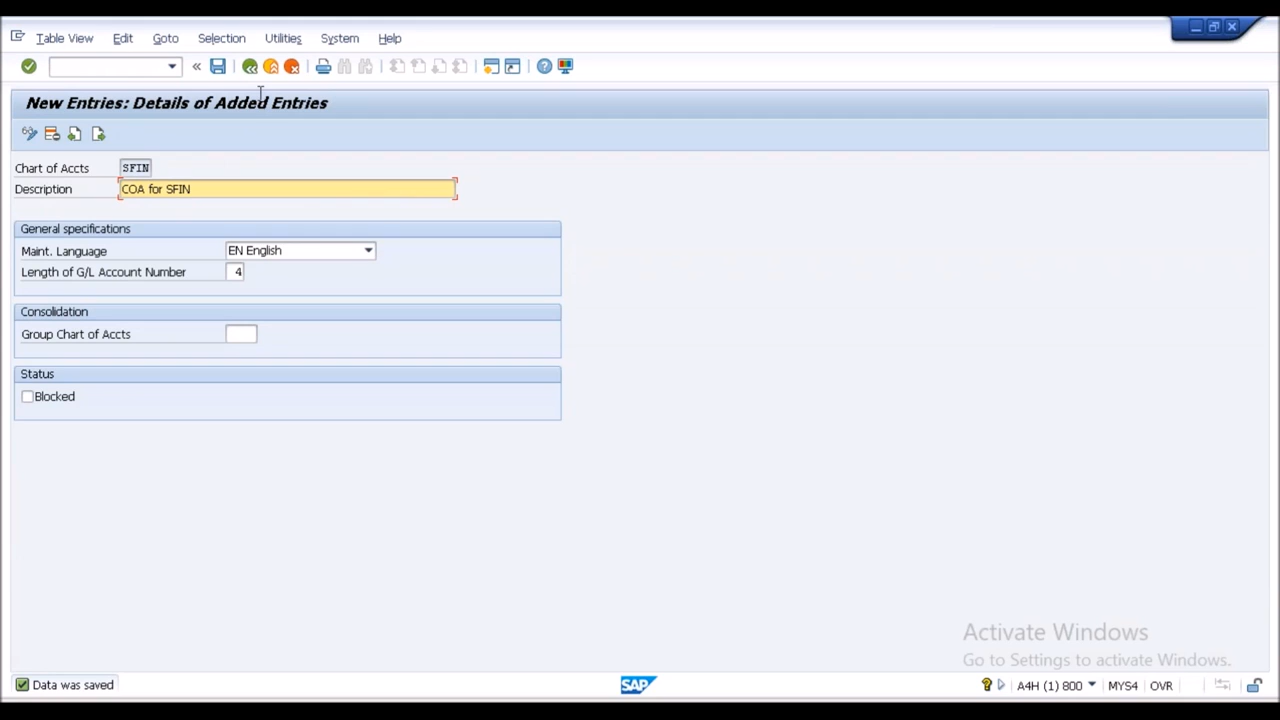 Table View Edit Goto Selection Utilities System Help
New Entries: Details of Added Entries
Chart of Accts SFIN
Description COA for SFIN
General specifications
Maint. Language EN English
Length of G/L Account Number 4
Consolidation
Group Chart of Accts
Status
Blocked
Activate Windows
Go to Settings to activate Windows.
Data was saved SAP A4H (1) 800 MYS4 OVR